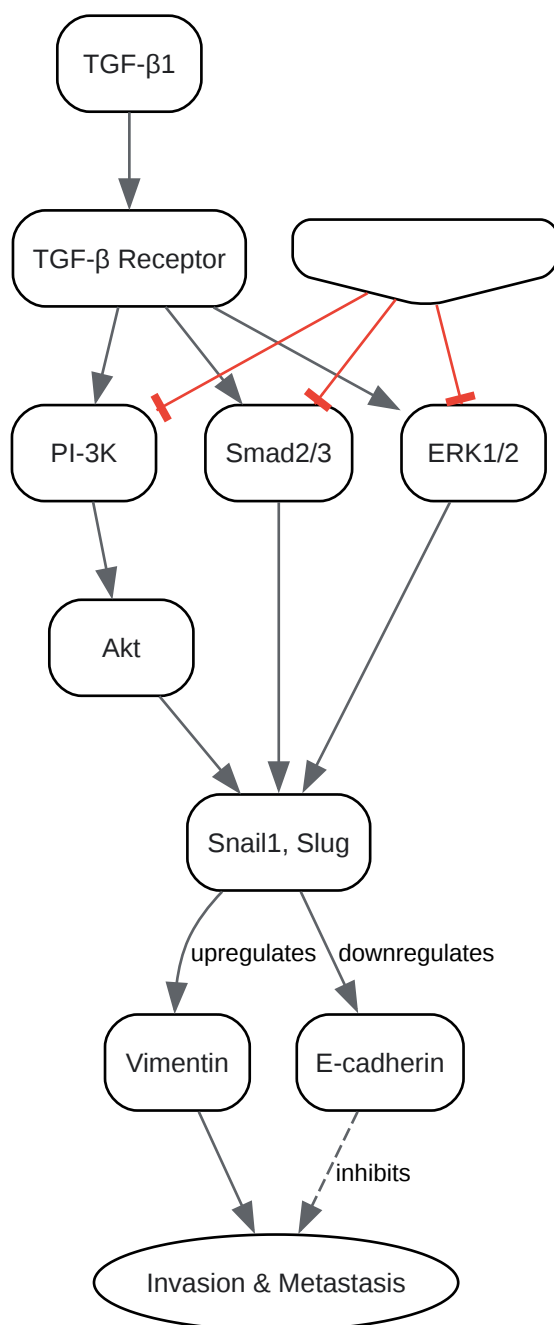 TGF-β1
TGF-β Receptor
PI-3K
Smad2/3
ERK1/2
Akt
Snail1, Slug
upregulates
downregulates
Vimentin
E-cadherin
inhibits
Invasion & Metastasis